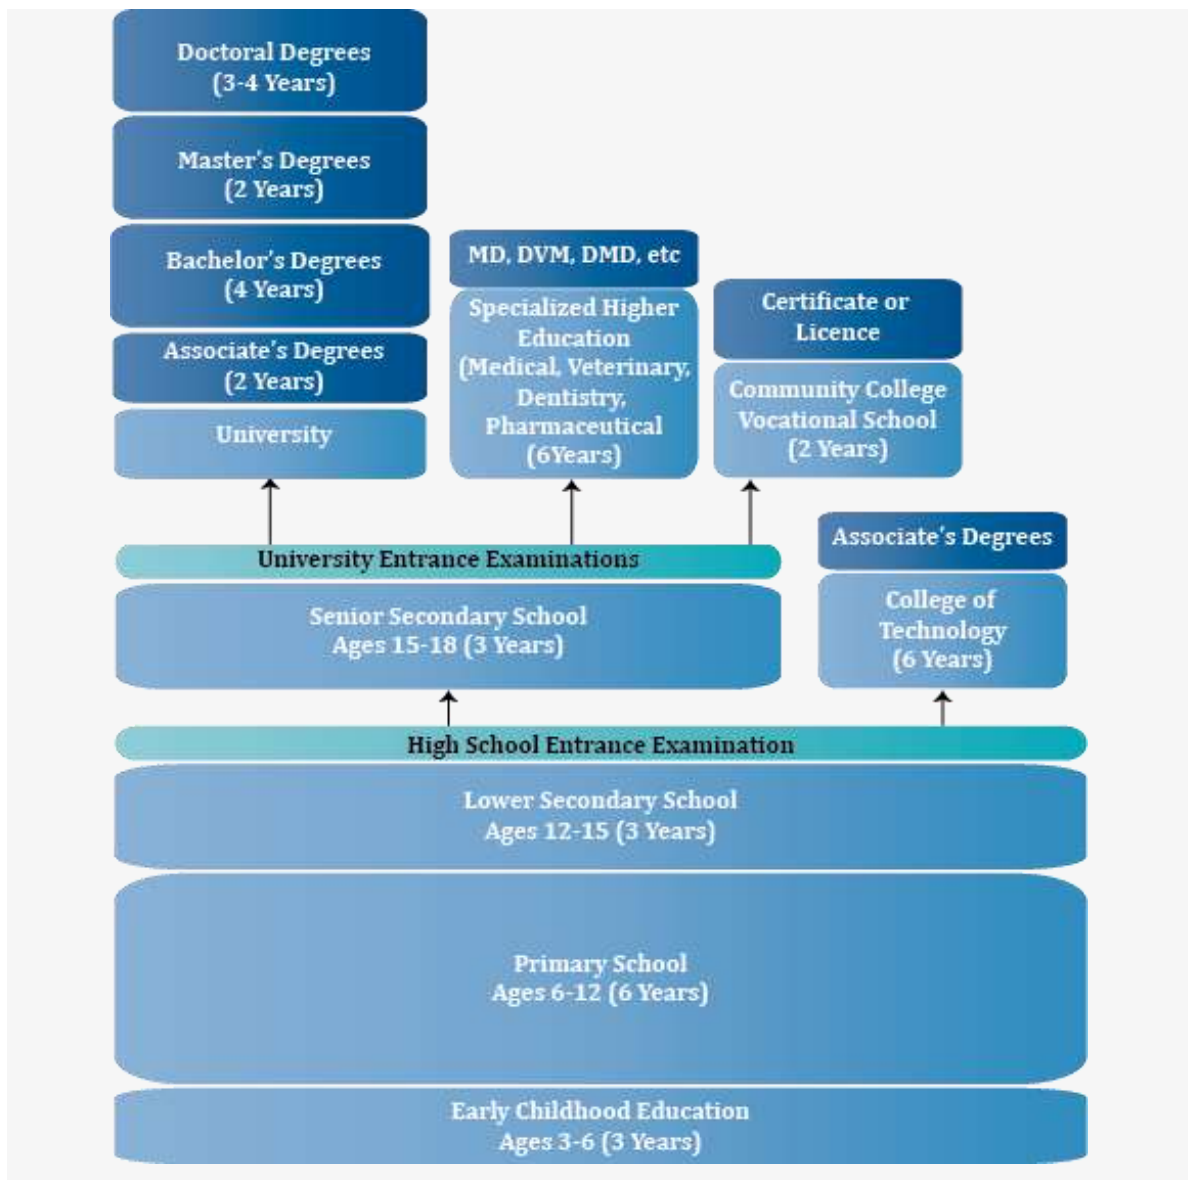 Doctoral Degrees
(3-4 Years)
Master's Degrees
(2 Years)
Bachelor's Degrees
(4 Years)
Associate's Degrees
(2 Years)
University
MD, DVM, DMD, etc
Specialized Higher
Education
(Medical, Veterinary,
Dentistry,
Pharmaceutical
(6Years)
Certificate or
Licence
Community College
Vocational School
(2 Years)
University Entrance Examinations
Senior Secondary School
Ages 15-18 (3 Years)
Associate's Degrees
College of
Technology
(6 Years)
High School Entrance Examination
Lower Secondary School
Ages 12-15 (3 Years)
Primary School
Ages 6-12 (6 Years)
Early Childhood Education
Ages 3-6 (3 Years)